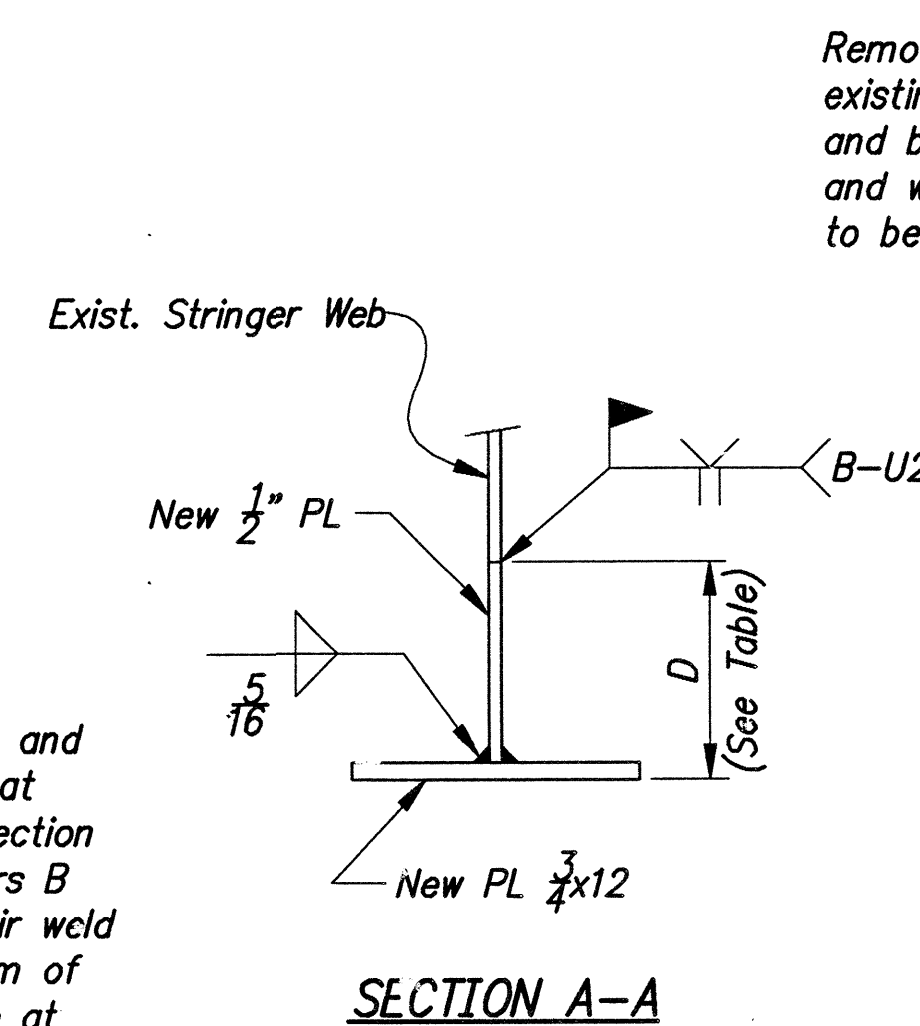 Remo
existin
and b
and w
to be
Exist. Stringer Web
B-U2
New 1/2" PL
D
(See Table)
5/16
and
at
ection
rs B
ir weld
m of
at
New PL 3/4x12
SECTION A-A